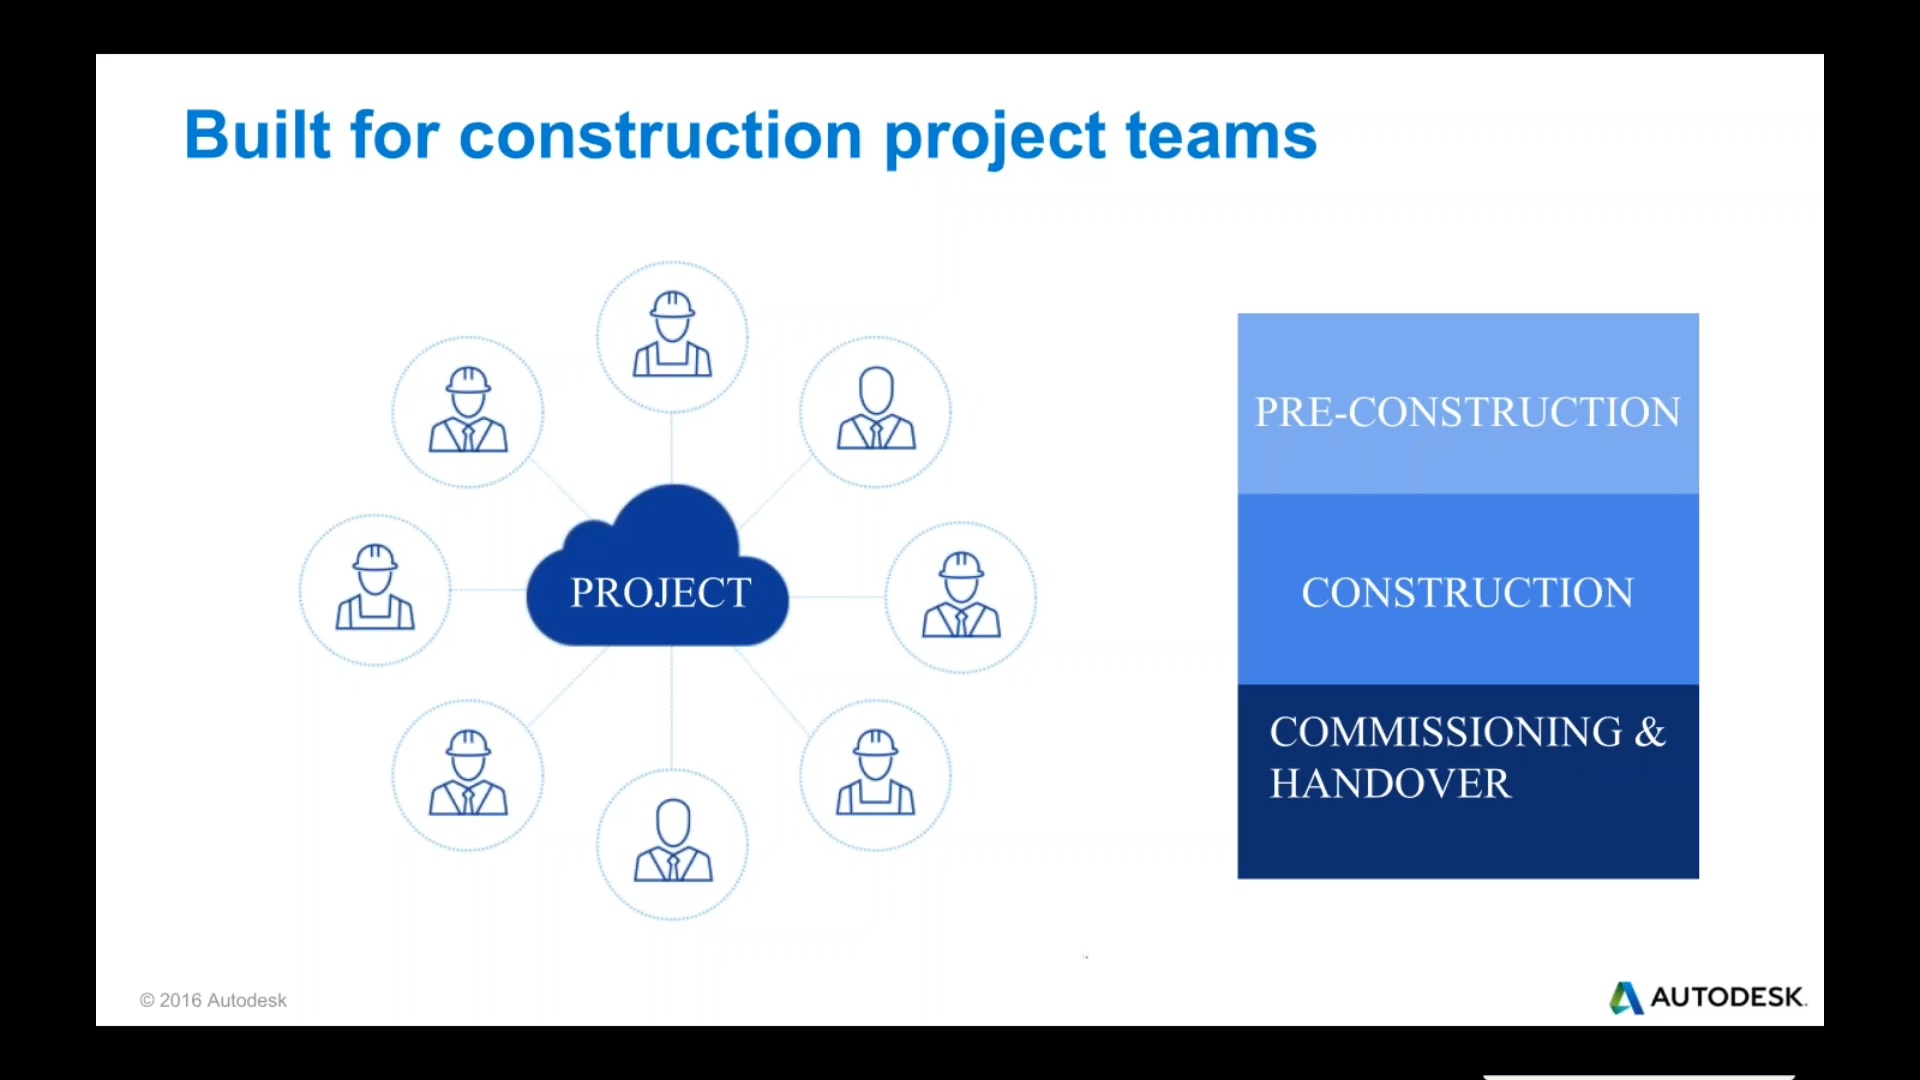 Built for construction project teams
PROJECT
PRE-CONSTRUCTION
CONSTRUCTION
COMMISSIONING &
HANDOVER
© 2016 Autodesk
AUTODESK.